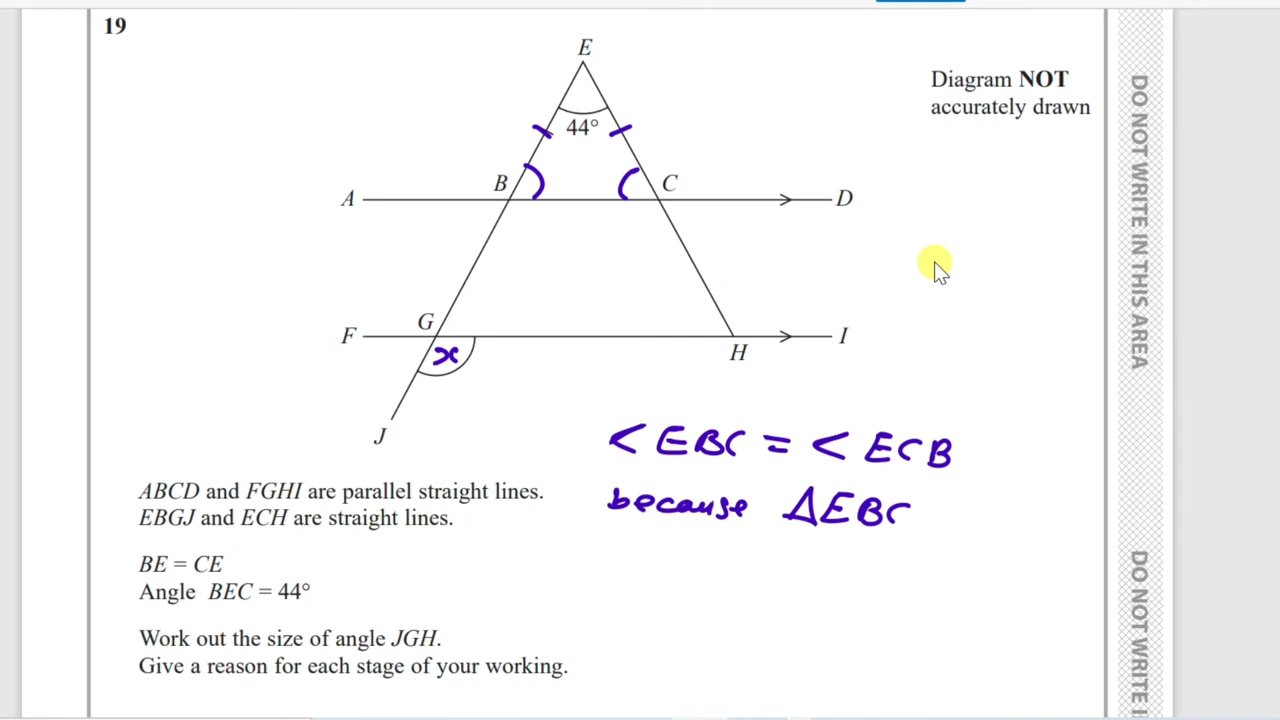 19
E
Diagram NOT
accurately drawn
44°
B
C
A
D
G
F
I
x
H
J
< EBC = < ECB
because ΔEBC
ABCD and FGHI are parallel straight lines.
EBGJ and ECH are straight lines.
BE = CE
Angle BEC = 44°
Work out the size of angle JGH.
Give a reason for each stage of your working.
DO NOT WRITE IN THIS AREA
DO NOT WRITE I